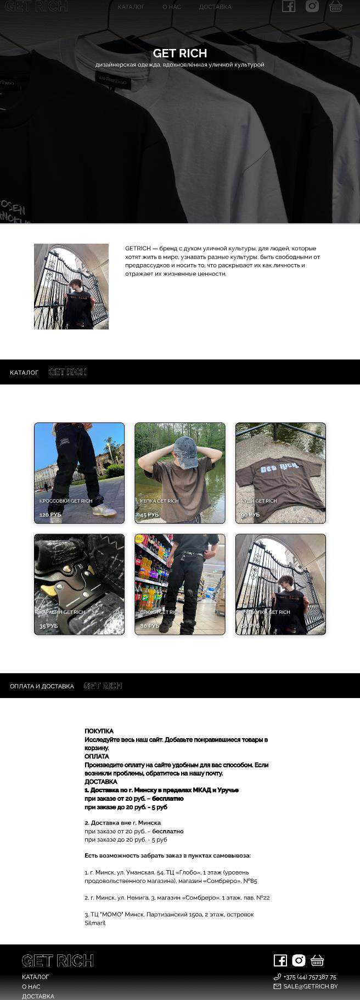 GET RICH
КАТАЛОГ О НАС ДОСТАВКА
GET RICH
дизайнерская одежда, вдохновлённая уличной культурой
GETRICH — бренд с духом уличной культуры, для людей, которые
хотят жить в мире, узнавать разные культуры, быть свободными от
предрассудков и носить то, что раскрывает их как личность и
отражает их жизненные ценности.
КАТАЛОГ GET RICH
GET RICH
КРОССОВКИ GET RICH
120 РУБ
КЕПКА GET RICH
45 РУБ
ХУДИ GET RICH
90 РУБ
КАРАБИН GET RICH
35 РУБ
БРЮКИ GET RICH
80 РУБ
ФУТБОЛКА GET RICH
60 РУБ
ОПЛАТА И ДОСТАВКА GET RICH
ПОКУПКА
Исследуйте весь наш сайт. Добавьте понравившиеся товары в
корзину.
ОПЛАТА
Произведите оплату на сайте удобным для вас способом. Если
возникли проблемы, обратитесь на нашу почту.
ДОСТАВКА
1. Доставка по г. Минску в пределах МКАД и Уручье
при заказе от 20 руб. – бесплатно
при заказе до 20 руб. - 5 руб
2. Доставка вне г. Минска
при заказе от 20 руб. – бесплатно
при заказе до 20 руб. - 5 руб
Есть возможность забрать заказ в пунктах самовывоза:
1. г. Минск, ул. Уманская, 54, ТЦ «Глобо», 1 этаж (уровень
продовольственного магазина), магазин «Сомбреро», №85
2. г. Минск, ул. Немига, 3, магазин «Сомбреро», 1 этаж, пав. №22
3. ТЦ "МОМО" Минск, Партизанский 150а, 2 этаж, островок
Silmaril
GET RICH
КАТАЛОГ
О НАС
ДОСТАВКА
+375 (44) 757387 75
SALE@GETRICH.BY